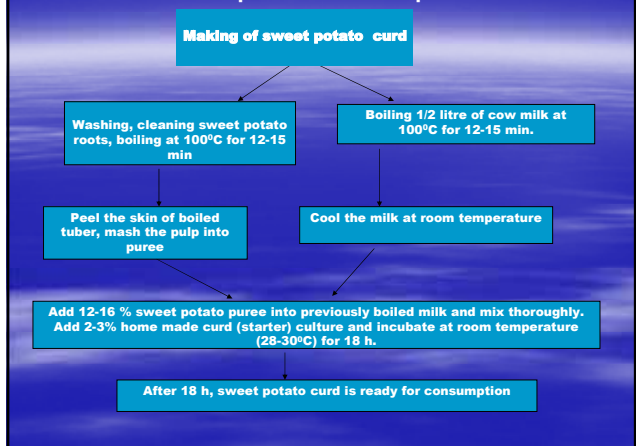 Making of sweet potato curd
Washing, cleaning sweet potato
roots, boiling at 100⁰C for 12-15
min
Boiling 1/2 litre of cow milk at
100⁰C for 12-15 min.
Peel the skin of boiled
tuber, mash the pulp into
puree
Cool the milk at room temperature
Add 12-16 % sweet potato puree into previously boiled milk and mix thoroughly.
Add 2-3% home made curd (starter) culture and incubate at room temperature
(28-30⁰C) for 18 h.
After 18 h, sweet potato curd is ready for consumption